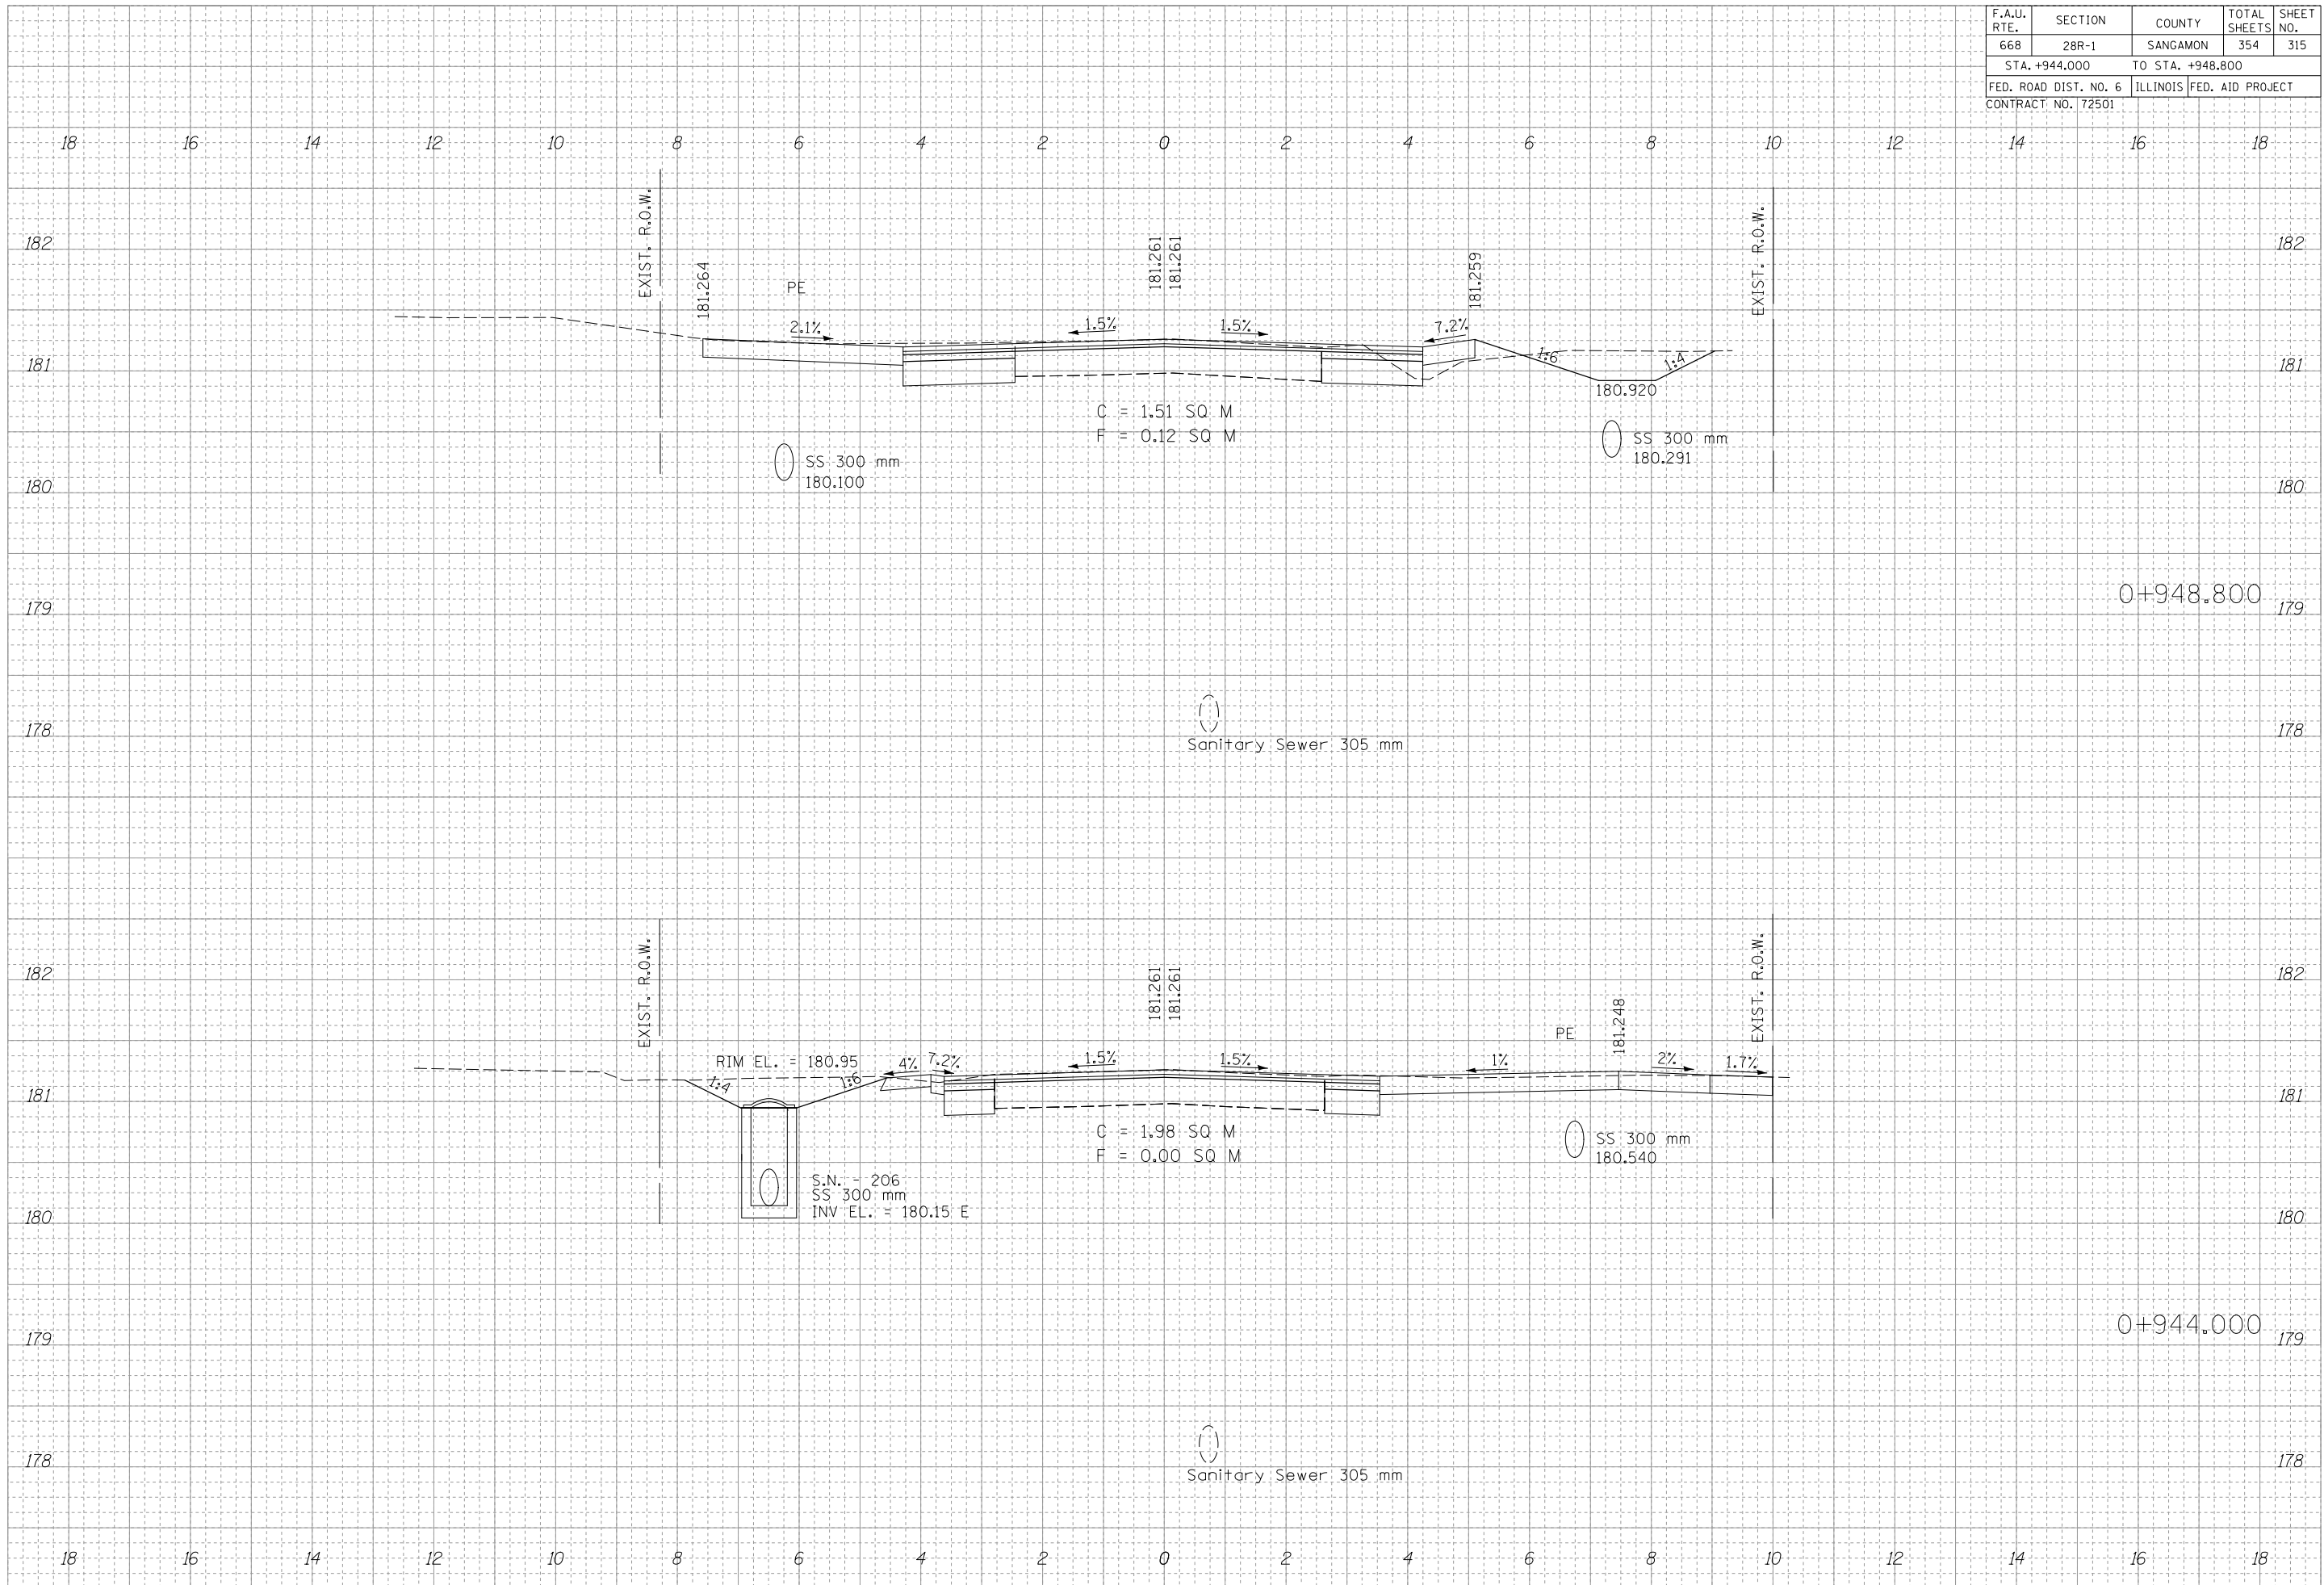 F.A.U. RTE. SECTION COUNTY TOTAL SHEETS SHEET NO.
668 28R-1 SANGAMON 354 315
STA. +944.000 TO STA. +948.800
FED. ROAD DIST. NO. 6 ILLINOIS FED. AID PROJECT
CONTRACT NO. 72501
18 16 14 12 10 8 6 4 2 0 2 4 6 8 10 12 14 16 18
EXIST. R.O.W.
181.264
PE
181.261
181.261
181.259
EXIST. R.O.W.
182 182
2.1% 1.5% 1.5% 7.2% 1:6 1:4
181 181
180.920
C = 1.51 SQ M
F = 0.12 SQ M
SS 300 mm
180.100
SS 300 mm
180.291
180 180
0+948.800
179 179
178 178
Sanitary Sewer 305 mm
EXIST. R.O.W.
181.261
181.261
PE
181.248
EXIST. R.O.W.
182 182
RIM EL. = 180.95
1:4 1:6 4% 7.2% 1.5% 1.5% 1% 2% 1.7%
181 181
C = 1.98 SQ M
F = 0.00 SQ M
SS 300 mm
180.540
S.N. - 206
SS 300 mm
INV EL. = 180.15 E
180 180
0+944.000
179 179
178 178
Sanitary Sewer 305 mm
18 16 14 12 10 8 6 4 2 0 2 4 6 8 10 12 14 16 18